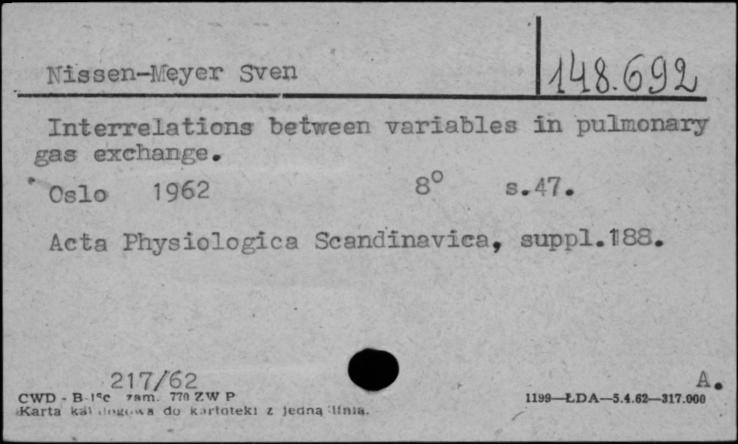 Nissen-Meyer Sven
148.692
Interrelations between variables in pulmonary
gas exchange.
Oslo 1962 8° s.47.
Acta Physiologica Scandinavica, suppl.188.
217/62
A.
CWD - zam. 770 ZWP
1199—ŁDA—5.4.62—317.000
Karta katalogowa do kartoteki z jedną linią.